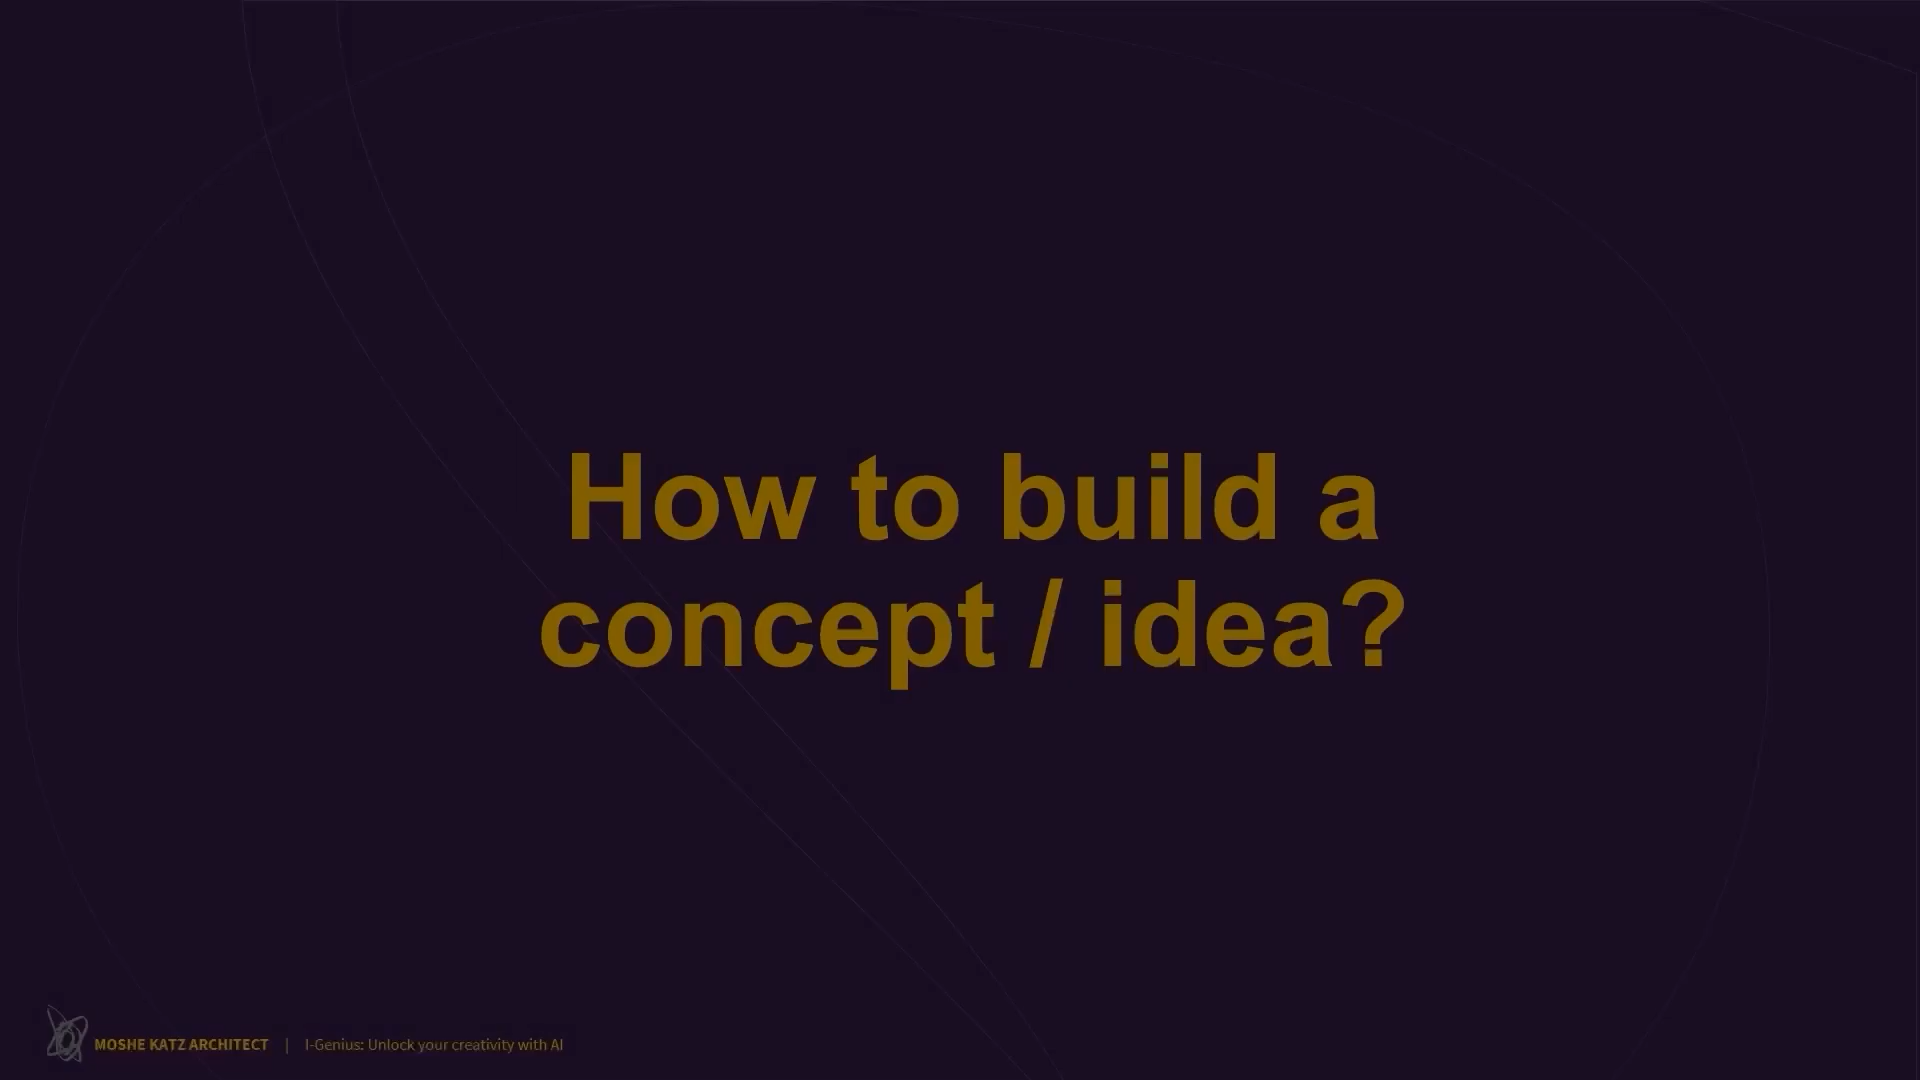 How to build a
concept / idea?
MOSHE KATZ ARCHITECT | I-Genius: Unlock your creativity with AI